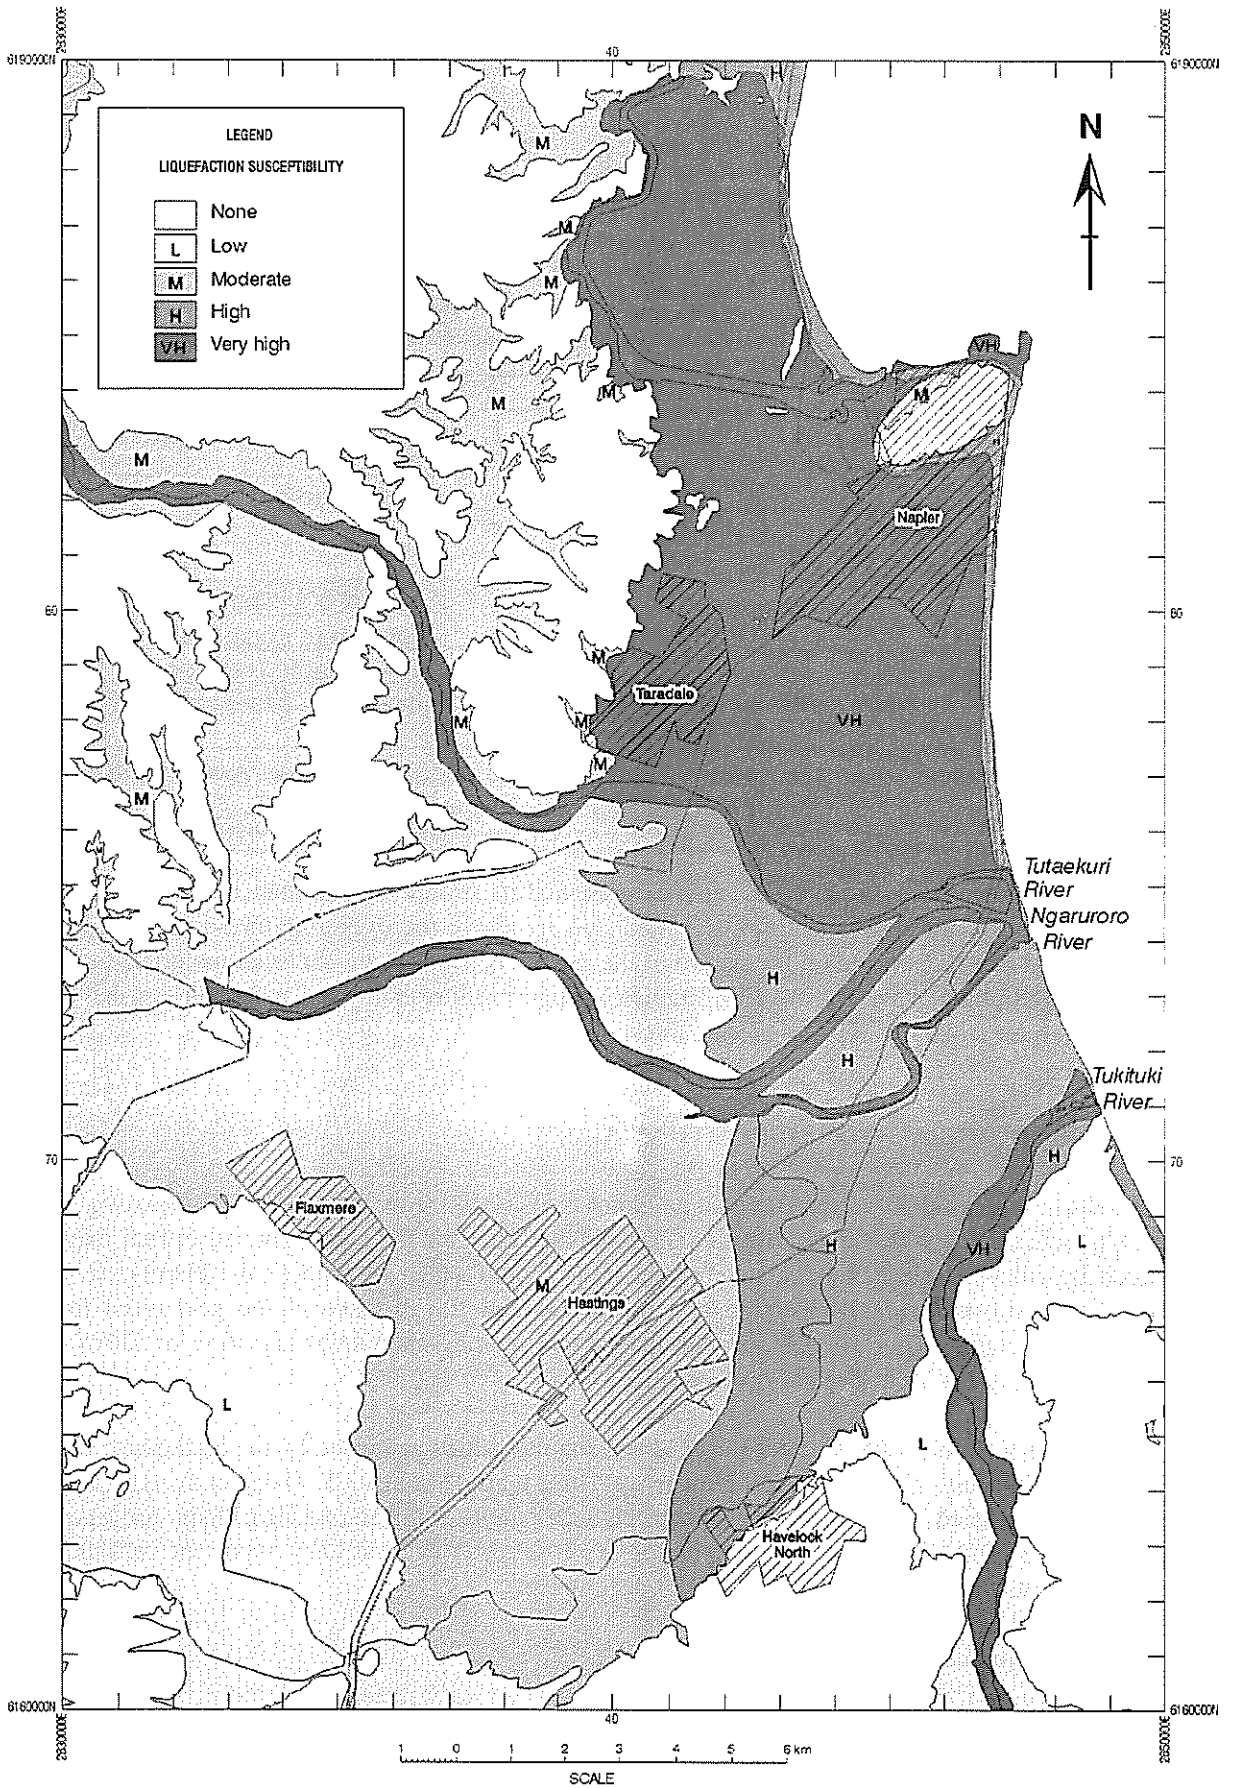 2830000E
40
2850000E
6190000N
6190000N
N
LEGEND
LIQUEFACTION SUSCEPTIBILITY
None
L Low
M Moderate
H High
VH Very high
H
M
M
M
M
M
M
VH
M
Napier
60
80
M
M
M
M
M
Taradale
VH
M
Tutaekuri
River
Ngaruroro
River
H
H
Tukituki
River
70
70
H
Flaxmere
H
L
VH
M
Hastings
L
L
L
Havelock
North
6160000N
6160000N
2830000E
40
2850000E
1 0 1 2 3 4 5 6 km
SCALE